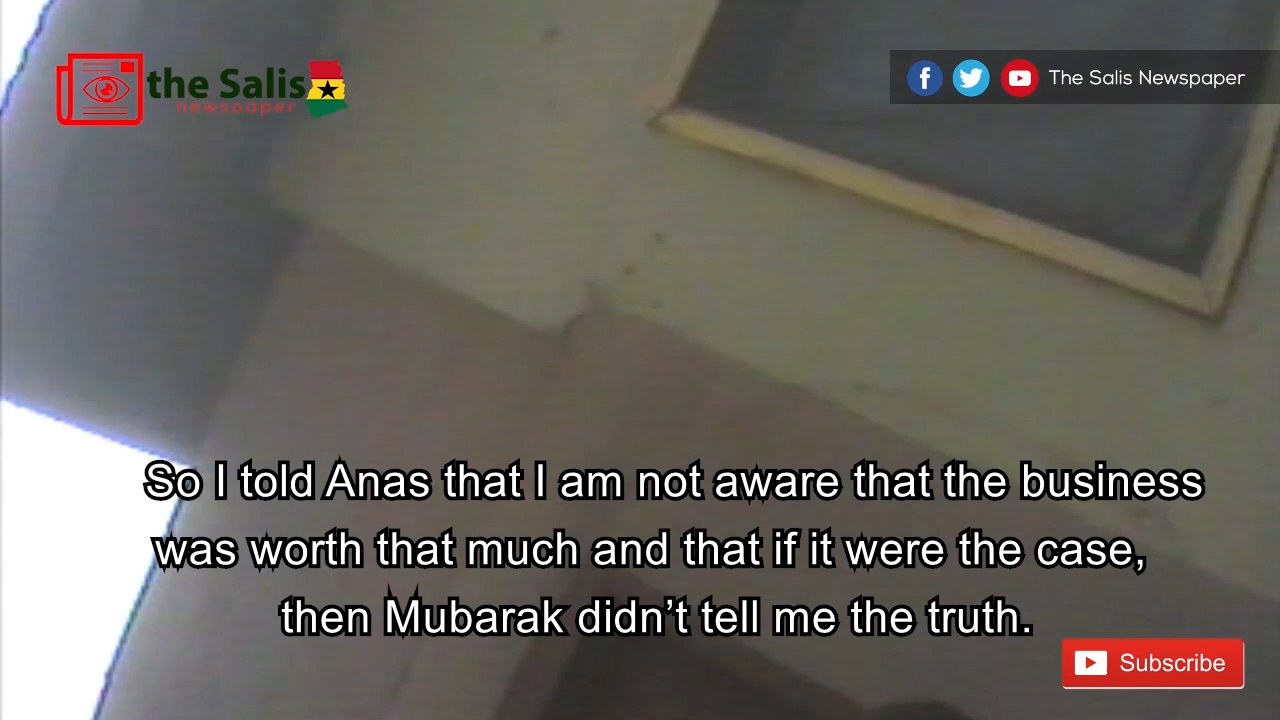 the Salis
newspaper
The Salis Newspaper
So I told Anas that I am not aware that the business
was worth that much and that if it were the case,
then Mubarak didn’t tell me the truth.
Subscribe